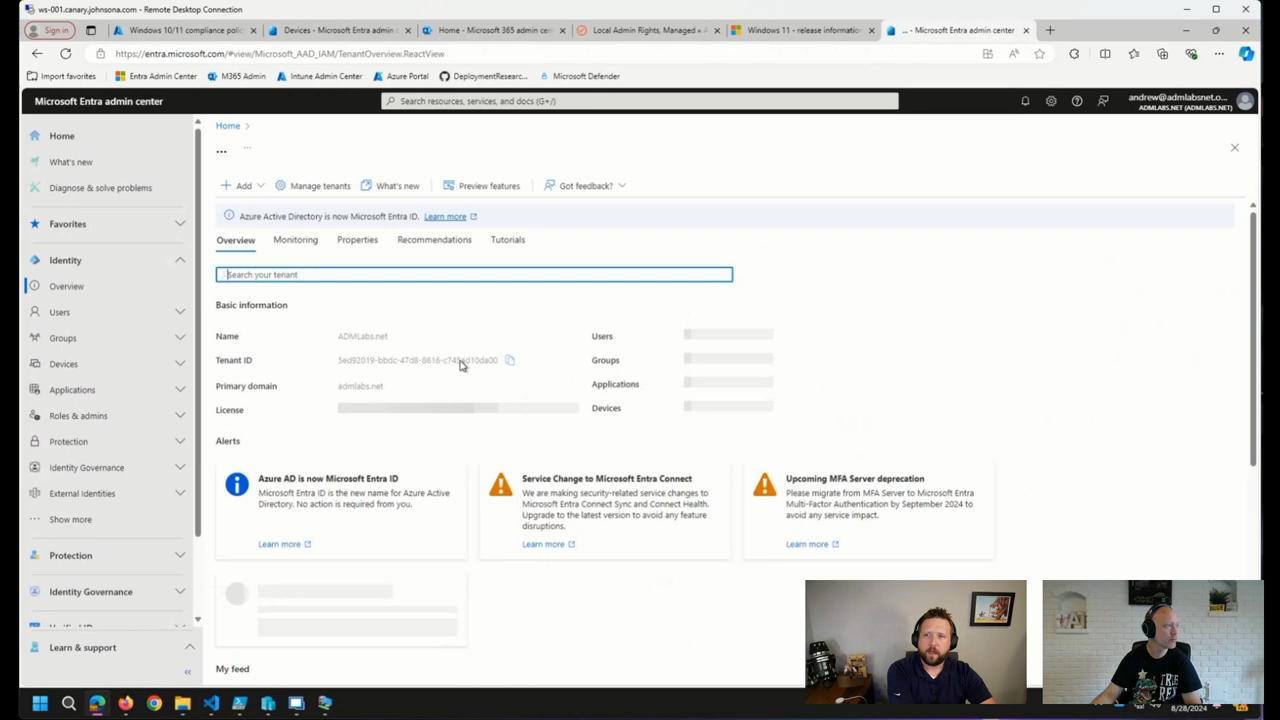 ws-001.canary.johnsona.com - Remote Desktop Connection
Sign in
Windows 10/11 compliance polic
Devices - Microsoft Entra admin c
Home - Microsoft 365 admin cen
Local Admin Rights, Managed » A
Windows 11 - release information
... - Microsoft Entra admin center
https://entra.microsoft.com/#view/Microsoft_AAD_IAM/TenantOverview.ReactView
Import favorites
Entra Admin Center
M365 Admin
Intune Admin Center
Azure Portal
DeploymentResearc...
Microsoft Defender
Microsoft Entra admin center
Search resources, services, and docs (G+/)
andrew@admlabsnet.o...
ADMLABS.NET (ADMLABS.NET)
Home
What's new
Diagnose & solve problems
Favorites
Identity
Overview
Users
Groups
Devices
Applications
Roles & admins
Protection
Identity Governance
External Identities
... Show more
Protection
Identity Governance
Learn & support
Home >
...
Add
Manage tenants
What's new
Preview features
Got feedback?
Azure Active Directory is now Microsoft Entra ID. Learn more
Overview
Monitoring
Properties
Recommendations
Tutorials
Search your tenant
Basic information
Name
ADMLabs.net
Tenant ID
Primary domain
admlabs.net
License
Users
Groups
Applications
Devices
Alerts
Azure AD is now Microsoft Entra ID
Microsoft Entra ID is the new name for Azure Active
Directory. No action is required from you.
Learn more
Service Change to Microsoft Entra Connect
We are making security-related service changes to
Microsoft Entra Connect Sync and Connect Health.
Upgrade to the latest version to avoid any feature
disruptions.
Learn more
Upcoming MFA Server deprecation
Please migrate from MFA Server to Microsoft Entra
Multi-Factor Authentication by September 2024 to
avoid any service impact.
Learn more
My feed
8/28/2024